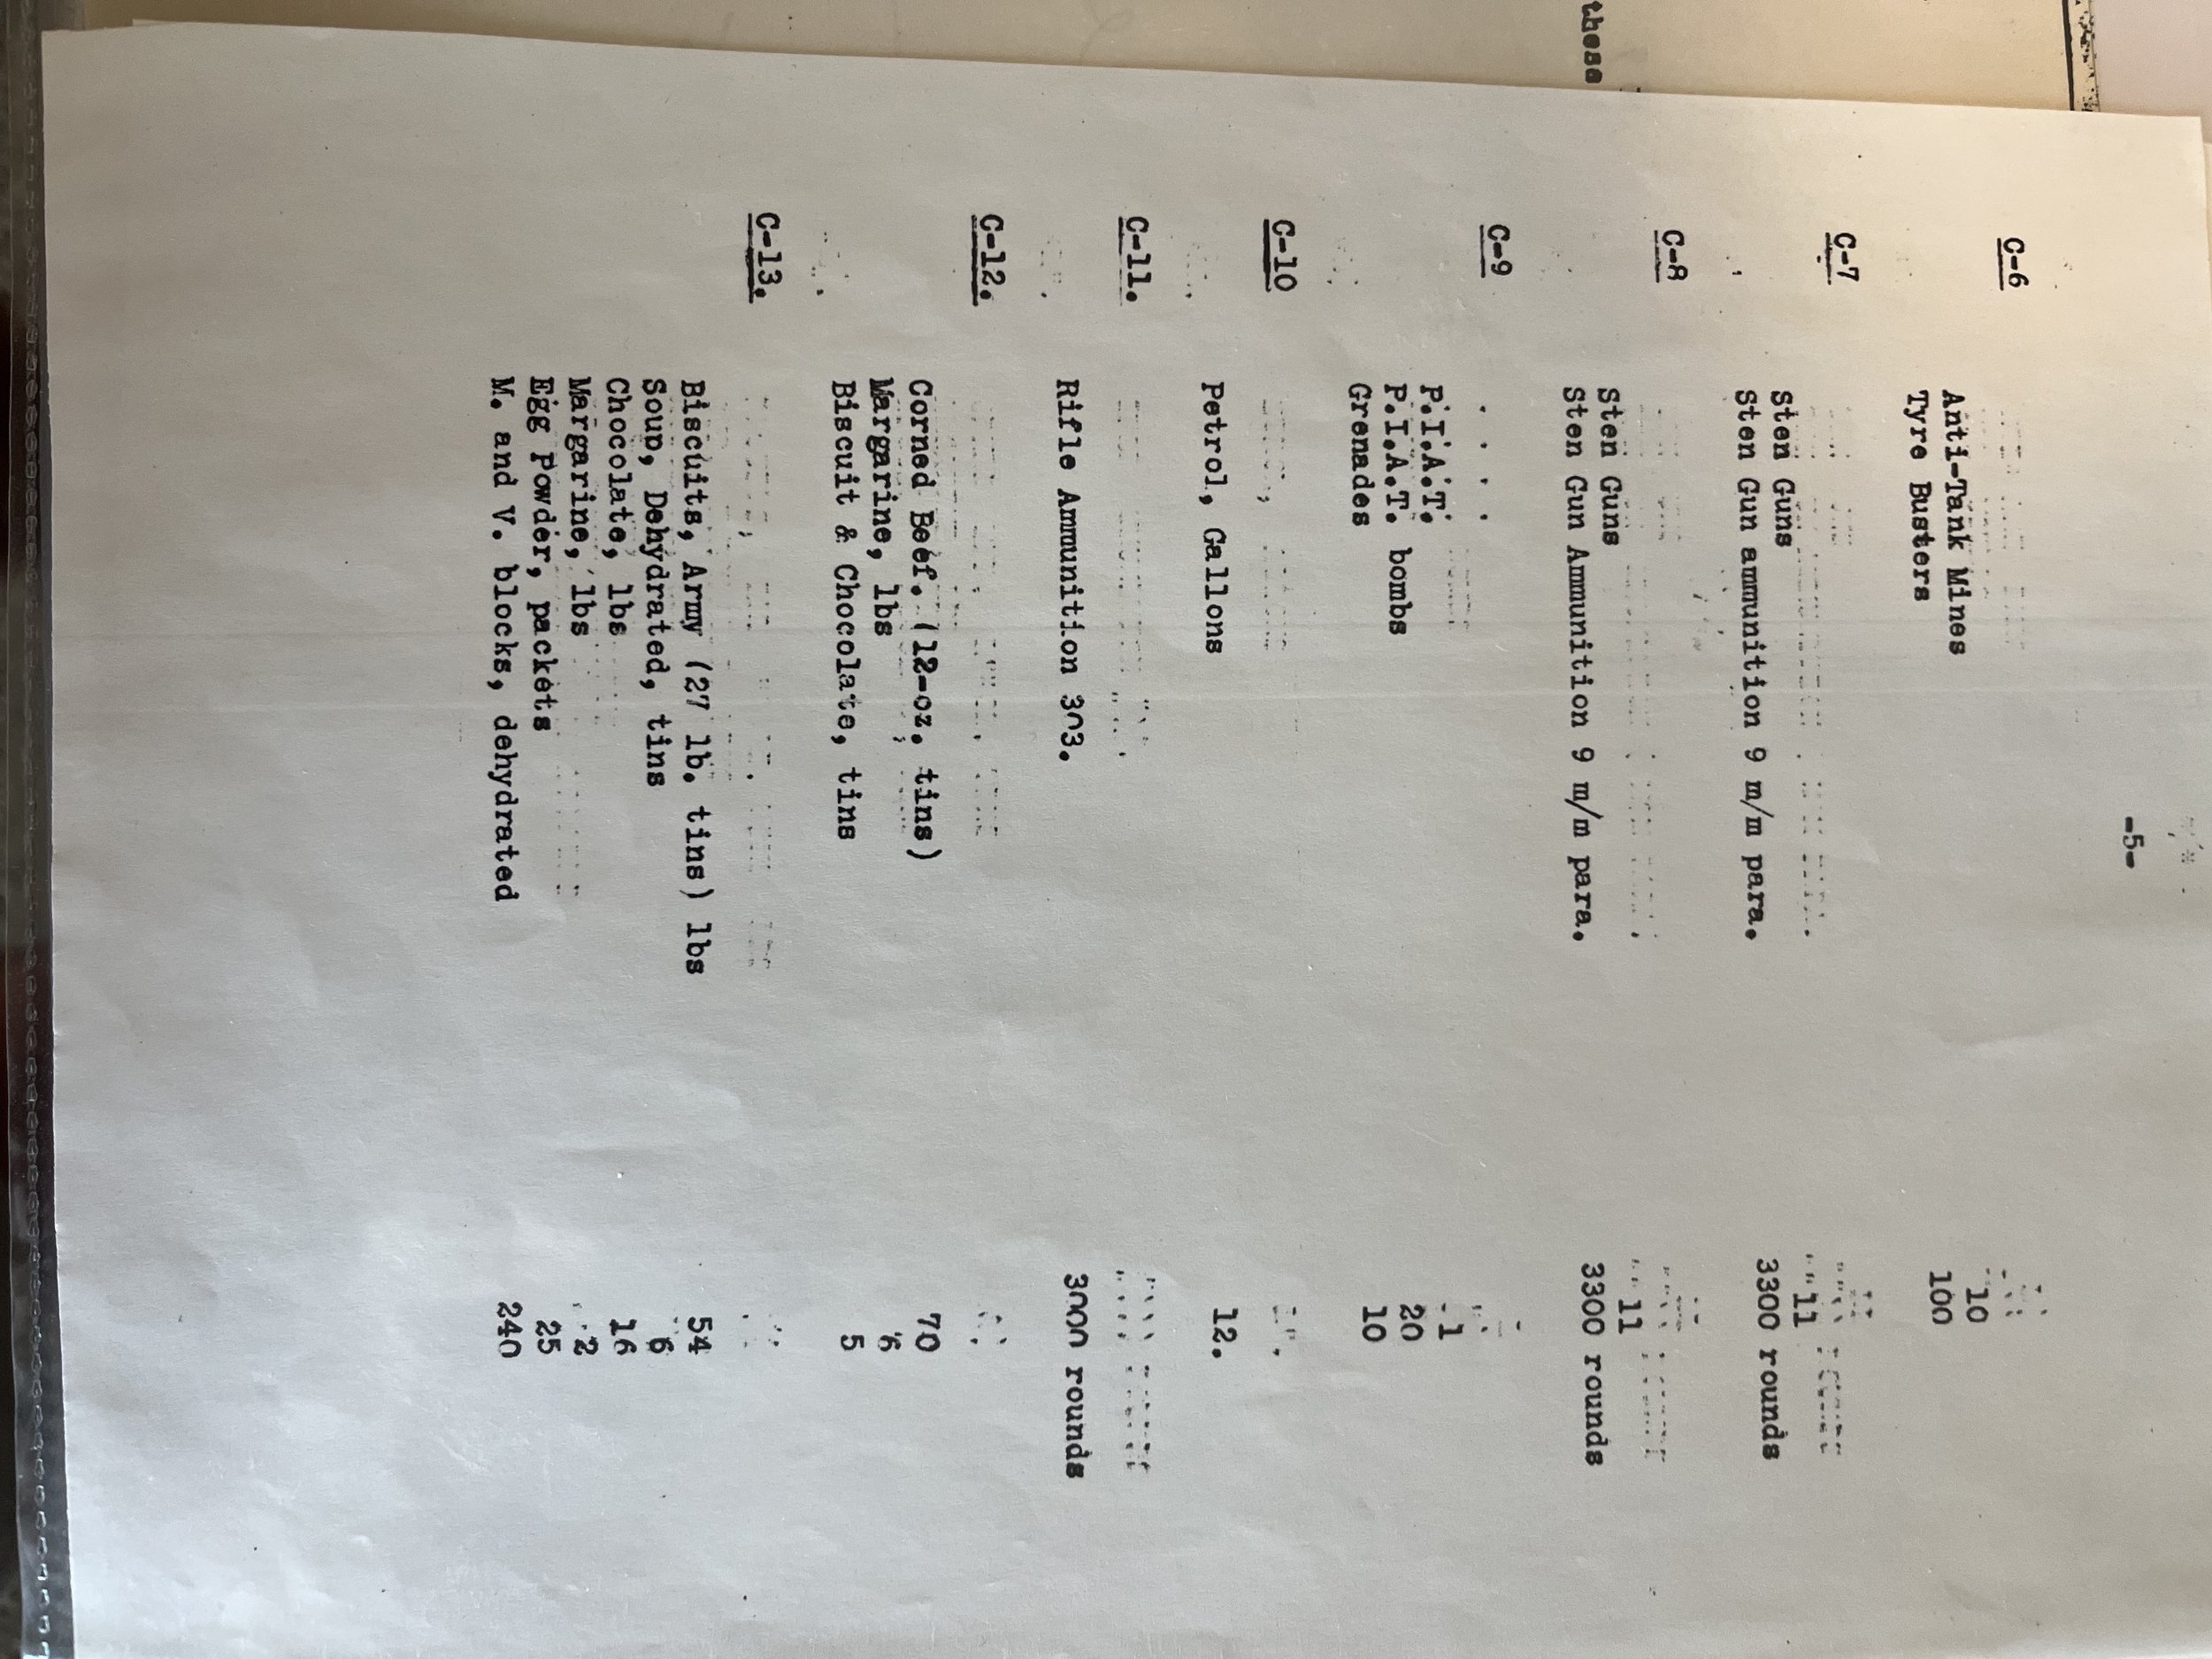 these
-5-
C-6
Anti-Tank Mines 10
Tyre Busters 100
C-7
Sten Guns 11
Sten Gun ammunition 9 m/m para. 3300 rounds
C-8
Sten Guns 11
Sten Gun Ammunition 9 m/m para. 3300 rounds
C-9
P.I.A.T. 1
P.I.A.T. bombs 20
Grenades 10
C-10
Petrol, Gallons 12.
C-11.
Rifle Ammunition 303. 3000 rounds
C-12.
Corned Beef. (12-oz. tins) 70
Margarine, lbs 6
Biscuit & Chocolate, tins 5
C-13.
Biscuits, Army (27 lb. tins) lbs 54
Soup, Dehydrated, tins 6
Chocolate, lbs 16
Margarine, lbs 2
Egg Powder, packets 25
M. and V. blocks, dehydrated 240